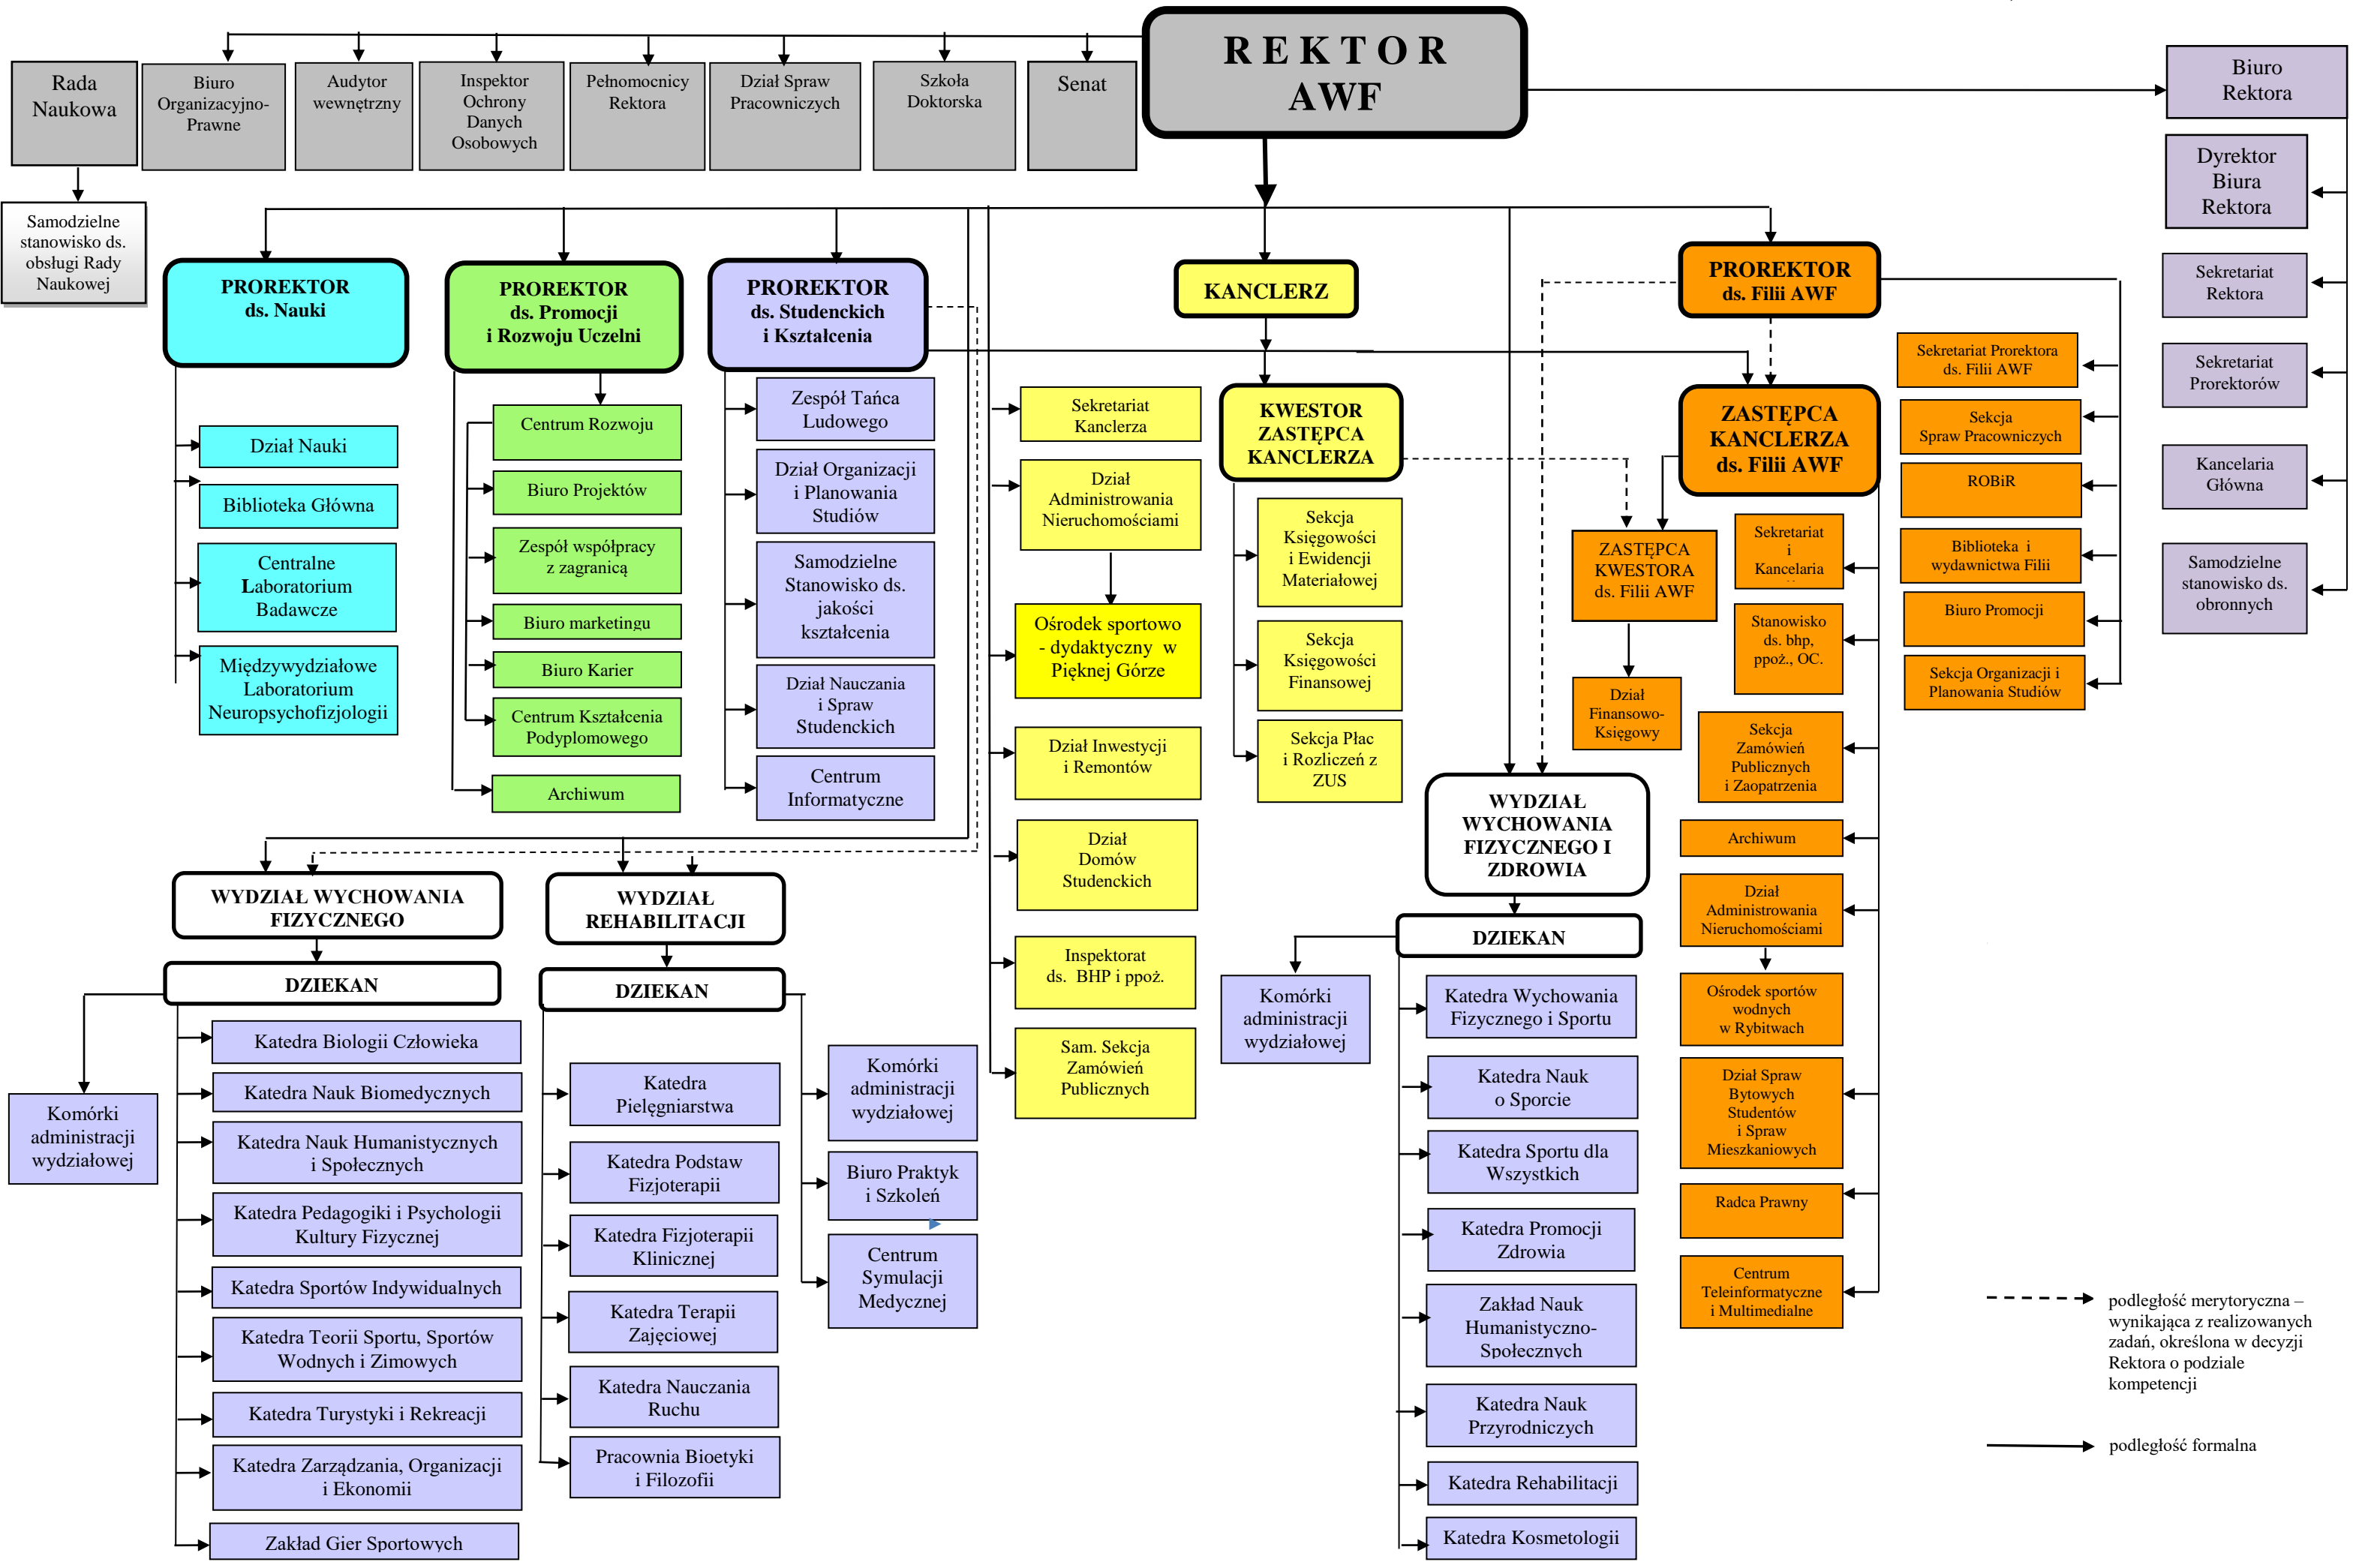 R E K T O R
AWF
Rada
Naukowa
Biuro
Organizacyjno-
Prawne
Audytor
wewnętrzny
Inspektor
Ochrony
Danych
Osobowych
Pełnomocnicy
Rektora
Dział Spraw
Pracowniczych
Szkoła
Doktorska
Senat
Biuro
Rektora
Dyrektor
Biura
Rektora
Sekretariat
Rektora
Sekretariat
Prorektorów
Kancelaria
Główna
Samodzielne
stanowisko ds.
obronnych
Samodzielne
stanowisko ds.
obsługi Rady
Naukowej
PROREKTOR
ds. Nauki
Dział Nauki
Biblioteka Główna
Centralne
Laboratorium
Badawcze
Międzywydziałowe
Laboratorium
Neuropsychofizjologii
PROREKTOR
ds. Promocji
i Rozwoju Uczelni
Centrum Rozwoju
Biuro Projektów
Zespół współpracy
z zagranicą
Biuro marketingu
Biuro Karier
Centrum Kształcenia
Podyplomowego
Archiwum
PROREKTOR
ds. Studenckich
i Kształcenia
Zespół Tańca
Ludowego
Dział Organizacji
i Planowania
Studiów
Samodzielne
Stanowisko ds.
jakości
kształcenia
Dział Nauczania
i Spraw
Studenckich
Centrum
Informatyczne
KANCLERZ
Sekretariat
Kanclerza
Dział
Administrowania
Nieruchomościami
Ośrodek sportowo
- dydaktyczny w
Pięknej Górze
Dział Inwestycji
i Remontów
Dział
Domów
Studenckich
Inspektorat
ds. BHP i ppoż.
Sam. Sekcja
Zamówień
Publicznych
KWESTOR
ZASTĘPCA
KANCLERZA
Sekcja
Księgowości
i Ewidencji
Materiałowej
Sekcja
Księgowości
Finansowej
Sekcja Płac
i Rozliczeń z
ZUS
PROREKTOR
ds. Filii AWF
ZASTĘPCA
KANCLERZA
ds. Filii AWF
ZASTĘPCA
KWESTORA
ds. Filii AWF
Dział
Finansowo-
Księgowy
Sekretariat
i
Kancelaria
Stanowisko
ds. bhp,
ppoż., OC.
Sekcja
Zamówień
Publicznych
i Zaopatrzenia
Archiwum
Dział
Administrowania
Nieruchomościami
Ośrodek sportów
wodnych
w Rybitwach
Dział Spraw
Bytowych
Studentów
i Spraw
Mieszkaniowych
Radca Prawny
Centrum
Teleinformatyczne
i Multimedialne
Sekretariat Prorektora
ds. Filii AWF
Sekcja
Spraw Pracowniczych
ROBiR
Biblioteka i
wydawnictwa Filii
Biuro Promocji
Sekcja Organizacji i
Planowania Studiów
WYDZIAŁ WYCHOWANIA
FIZYCZNEGO
DZIEKAN
Komórki
administracji
wydziałowej
Katedra Biologii Człowieka
Katedra Nauk Biomedycznych
Katedra Nauk Humanistycznych
i Społecznych
Katedra Pedagogiki i Psychologii
Kultury Fizycznej
Katedra Sportów Indywidualnych
Katedra Teorii Sportu, Sportów
Wodnych i Zimowych
Katedra Turystyki i Rekreacji
Katedra Zarządzania, Organizacji
i Ekonomii
Zakład Gier Sportowych
WYDZIAŁ
REHABILITACJI
DZIEKAN
Katedra
Pielęgniarstwa
Katedra Podstaw
Fizjoterapii
Katedra Fizjoterapii
Klinicznej
Katedra Terapii
Zajęciowej
Katedra Nauczania
Ruchu
Pracownia Bioetyki
i Filozofii
Komórki
administracji
wydziałowej
Biuro Praktyk
i Szkoleń
Centrum
Symulacji
Medycznej
WYDZIAŁ
WYCHOWANIA
FIZYCZNEGO I
ZDROWIA
DZIEKAN
Komórki
administracji
wydziałowej
Katedra Wychowania
Fizycznego i Sportu
Katedra Nauk
o Sporcie
Katedra Sportu dla
Wszystkich
Katedra Promocji
Zdrowia
Zakład Nauk
Humanistyczno-
Społecznych
Katedra Nauk
Przyrodniczych
Katedra Rehabilitacji
Katedra Kosmetologii
podległość merytoryczna –
wynikająca z realizowanych
zadań, określona w decyzji
Rektora o podziale
kompetencji
podległość formalna